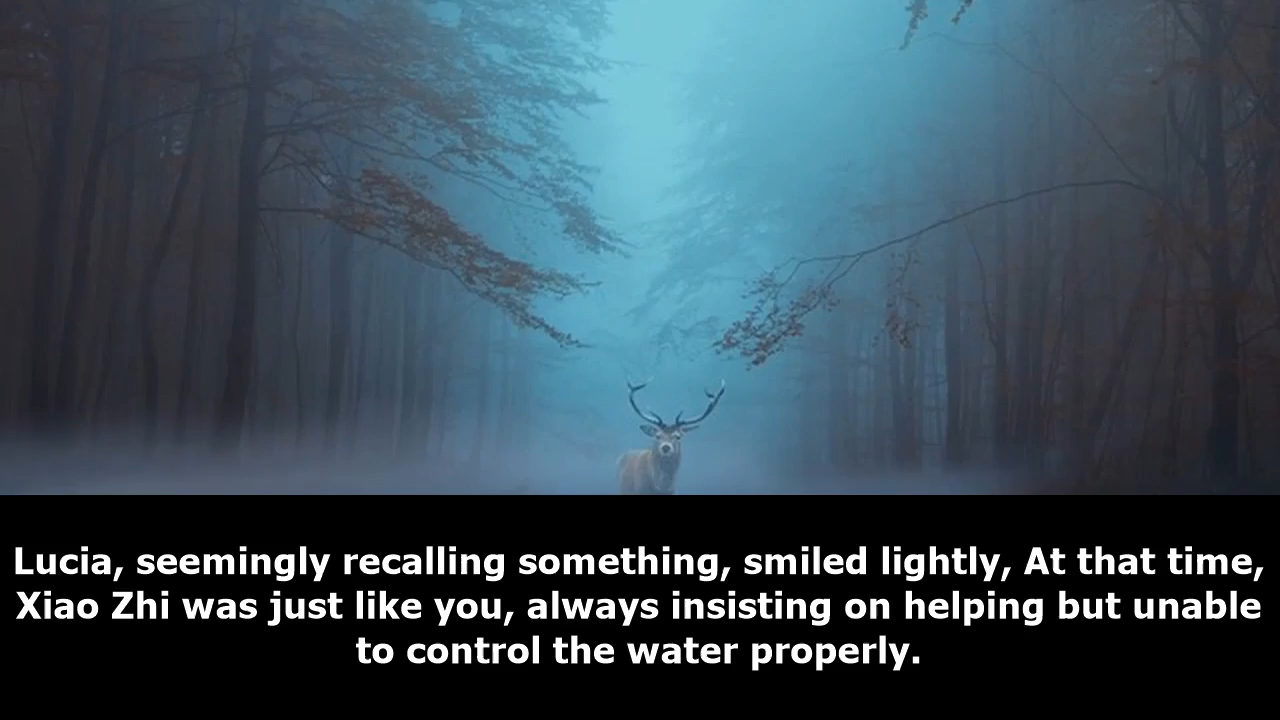 Lucia, seemingly recalling something, smiled lightly, At that time,
Xiao Zhi was just like you, always insisting on helping but unable
to control the water properly.